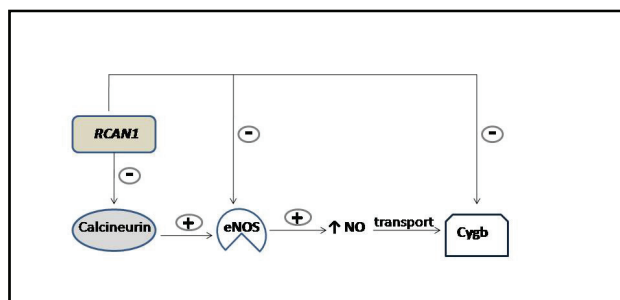 RCAN1
-
-
-
Calcineurin
+
eNOS
+
↑ NO
transport
Cygb